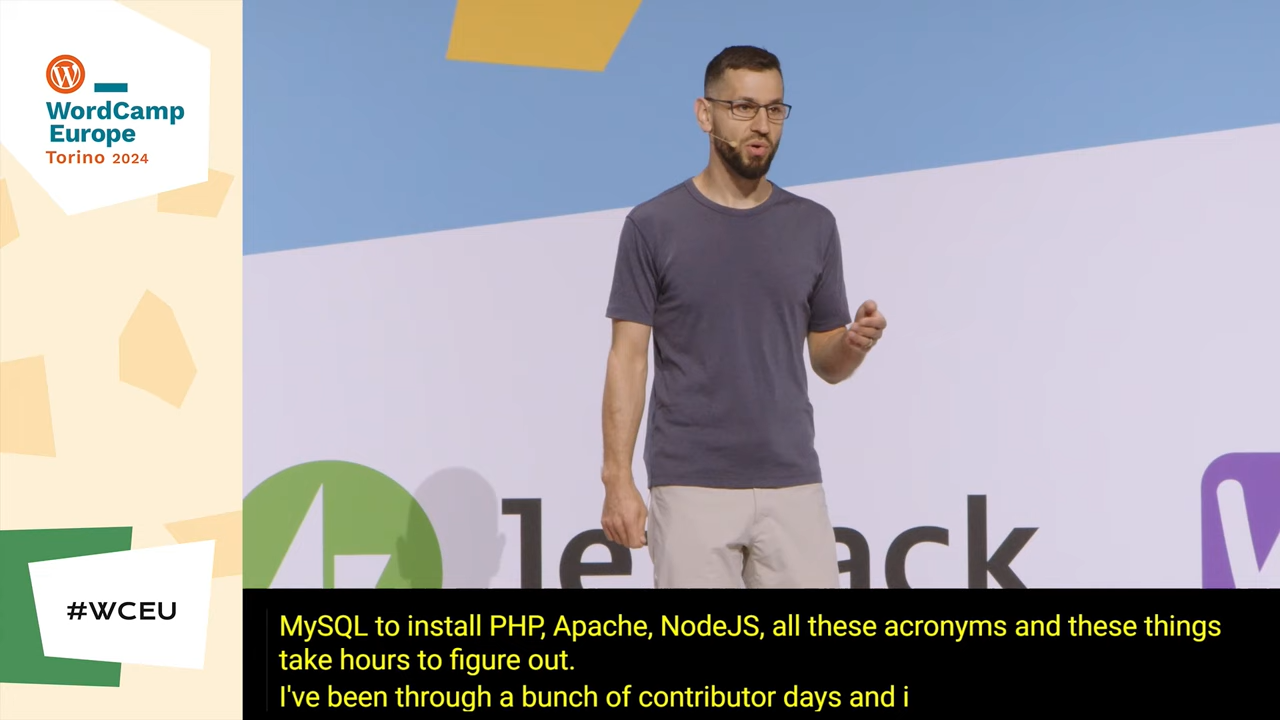 WordCamp
Europe
Torino 2024
#WCEU
Jetpack
MySQL to install PHP, Apache, NodeJS, all these acronyms and these things
take hours to figure out.
I've been through a bunch of contributor days and i